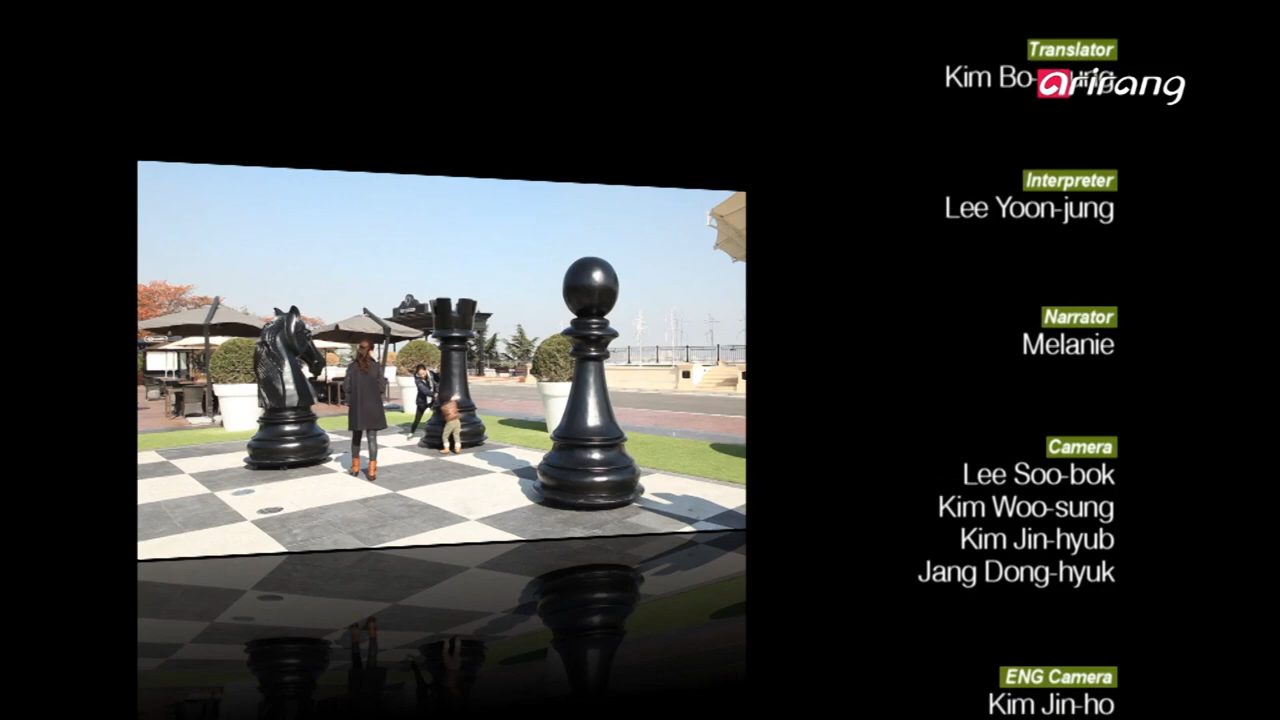 Translator
Kim
arirang
Interpreter
Lee Yoon-jung
Narrator
Melanie
Camera
Lee Soo-bok
Kim Woo-sung
Kim Jin-hyub
Jang Dong-hyuk
ENG Camera
Kim Jin-ho